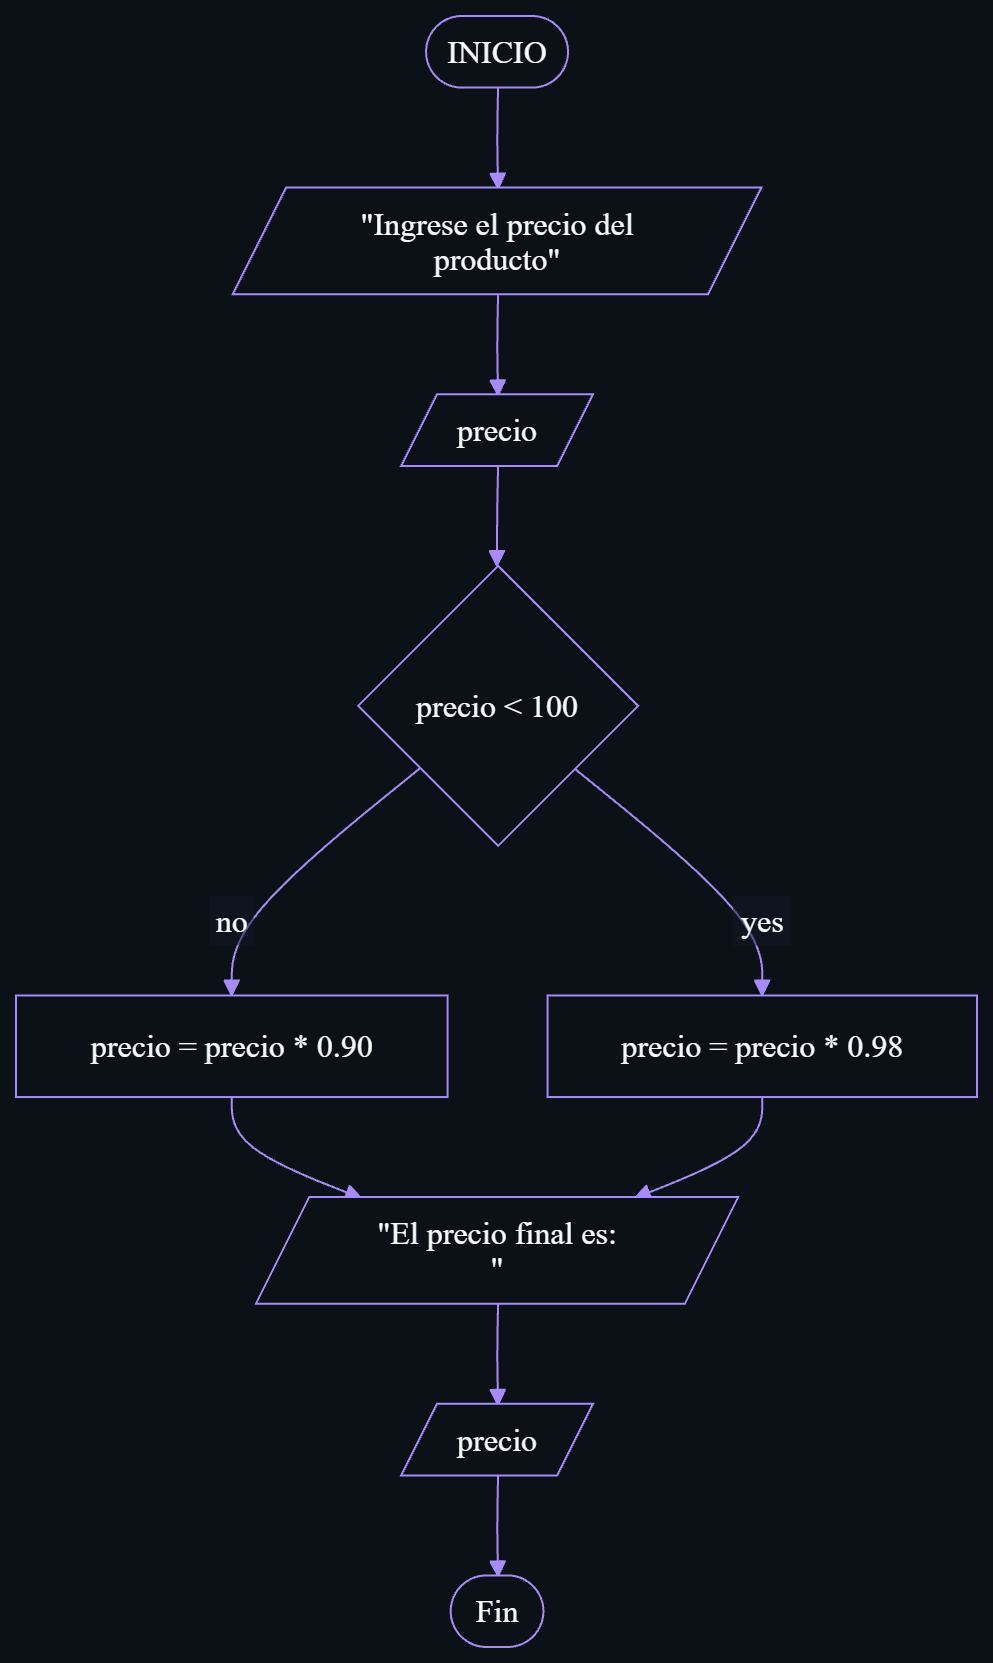 INICIO
"Ingrese el precio del
producto"
precio
precio < 100
no
yes
precio = precio * 0.90
precio = precio * 0.98
"El precio final es:
"
precio
Fin